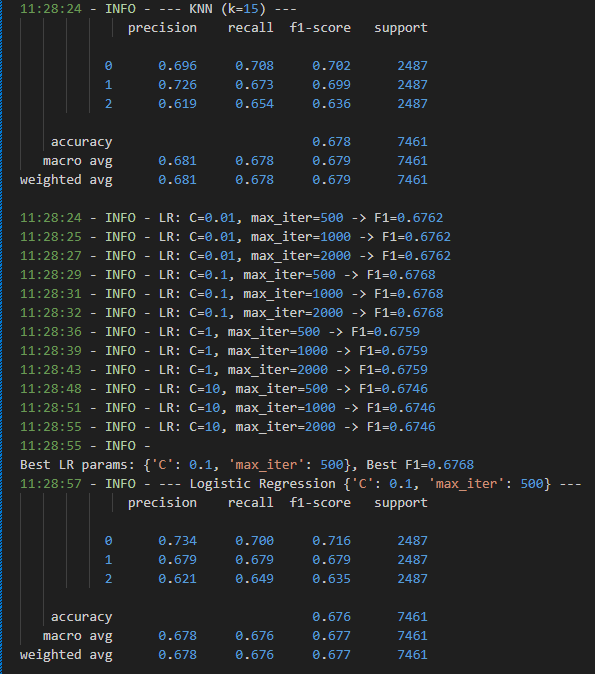 11:28:24 - INFO - --- KNN (k=15) ---
precision recall f1-score support
0 0.696 0.708 0.702 2487
1 0.726 0.673 0.699 2487
2 0.619 0.654 0.636 2487
accuracy 0.678 7461
macro avg 0.681 0.678 0.679 7461
weighted avg 0.681 0.678 0.679 7461
11:28:24 - INFO - LR: C=0.01, max_iter=500 -> F1=0.6762
11:28:25 - INFO - LR: C=0.01, max_iter=1000 -> F1=0.6762
11:28:27 - INFO - LR: C=0.01, max_iter=2000 -> F1=0.6762
11:28:29 - INFO - LR: C=0.1, max_iter=500 -> F1=0.6768
11:28:31 - INFO - LR: C=0.1, max_iter=1000 -> F1=0.6768
11:28:32 - INFO - LR: C=0.1, max_iter=2000 -> F1=0.6768
11:28:36 - INFO - LR: C=1, max_iter=500 -> F1=0.6759
11:28:39 - INFO - LR: C=1, max_iter=1000 -> F1=0.6759
11:28:43 - INFO - LR: C=1, max_iter=2000 -> F1=0.6759
11:28:48 - INFO - LR: C=10, max_iter=500 -> F1=0.6746
11:28:51 - INFO - LR: C=10, max_iter=1000 -> F1=0.6746
11:28:55 - INFO - LR: C=10, max_iter=2000 -> F1=0.6746
11:28:55 - INFO -
Best LR params: {'C': 0.1, 'max_iter': 500}, Best F1=0.6768
11:28:57 - INFO - --- Logistic Regression {'C': 0.1, 'max_iter': 500} ---
precision recall f1-score support
0 0.734 0.700 0.716 2487
1 0.679 0.679 0.679 2487
2 0.621 0.649 0.635 2487
accuracy 0.676 7461
macro avg 0.678 0.676 0.677 7461
weighted avg 0.678 0.676 0.677 7461